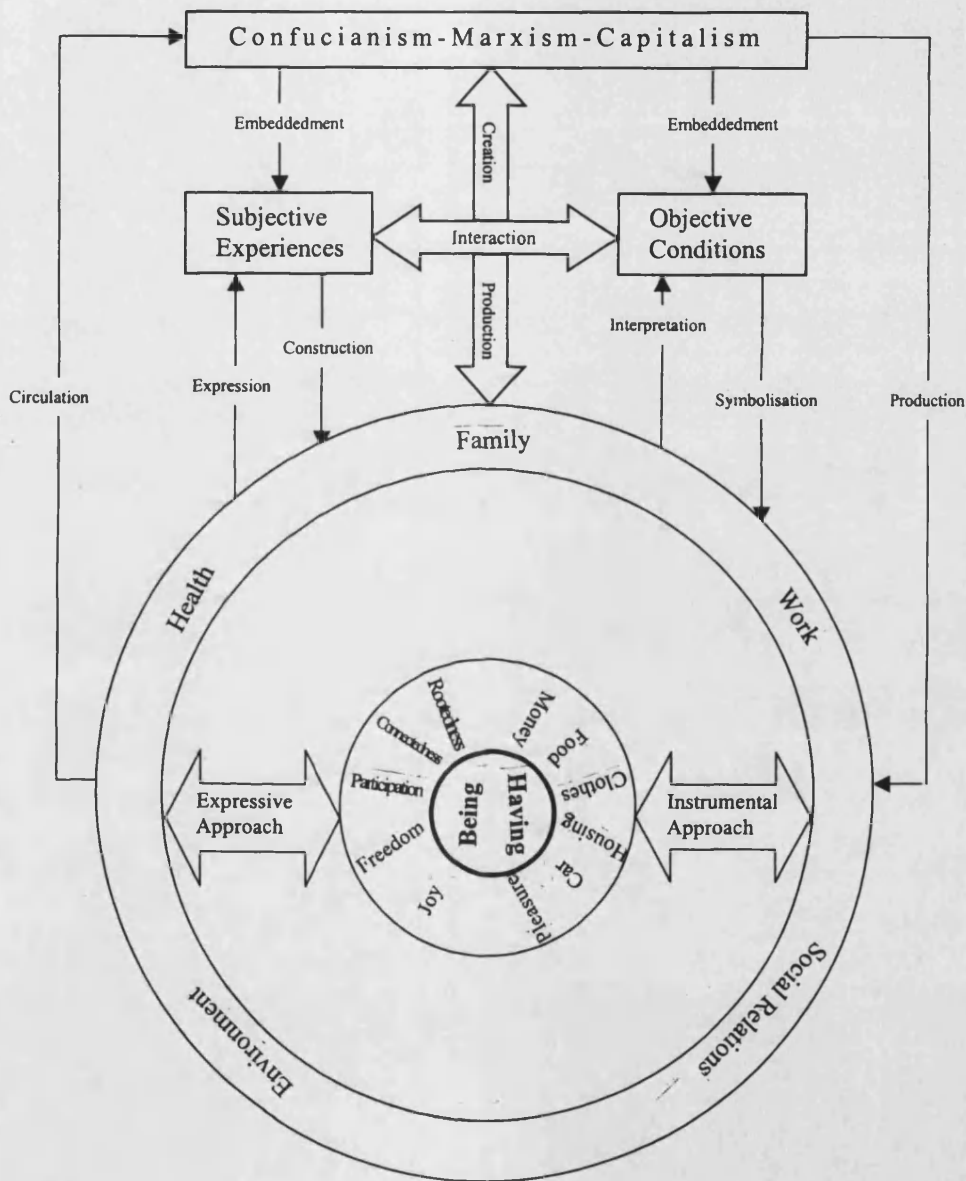 Confucianism-Marxism-Capitalism
Embeddedment
Creation
Embeddedment
Subjective
Experiences
Interaction
Objective
Conditions
Production
Construction
Interpretation
Circulation
Expression
Symbolisation
Production
Family
Health
Work
Rootedness
Connectedness
Participation
Freedom
Joy
Money
Food
Clothes
Housing
Car
Pleasure
Being
Having
Expressive
Approach
Instrumental
Approach
Environment
Social Relations